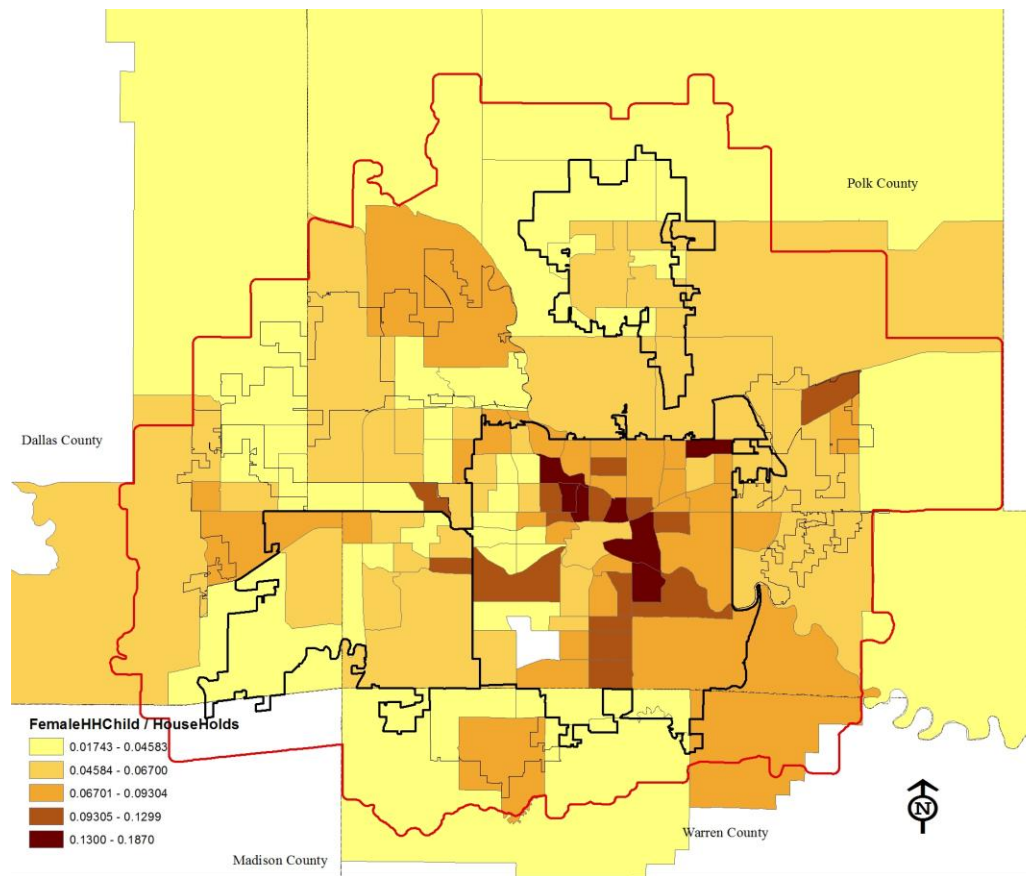 Polk County
Dallas County
FemaleHHChild / HouseHolds
0.01743 - 0.04583
0.04584 - 0.06700
0.06701 - 0.09304
0.09305 - 0.1299
0.1300 - 0.1870
N
Warren County
Madison County